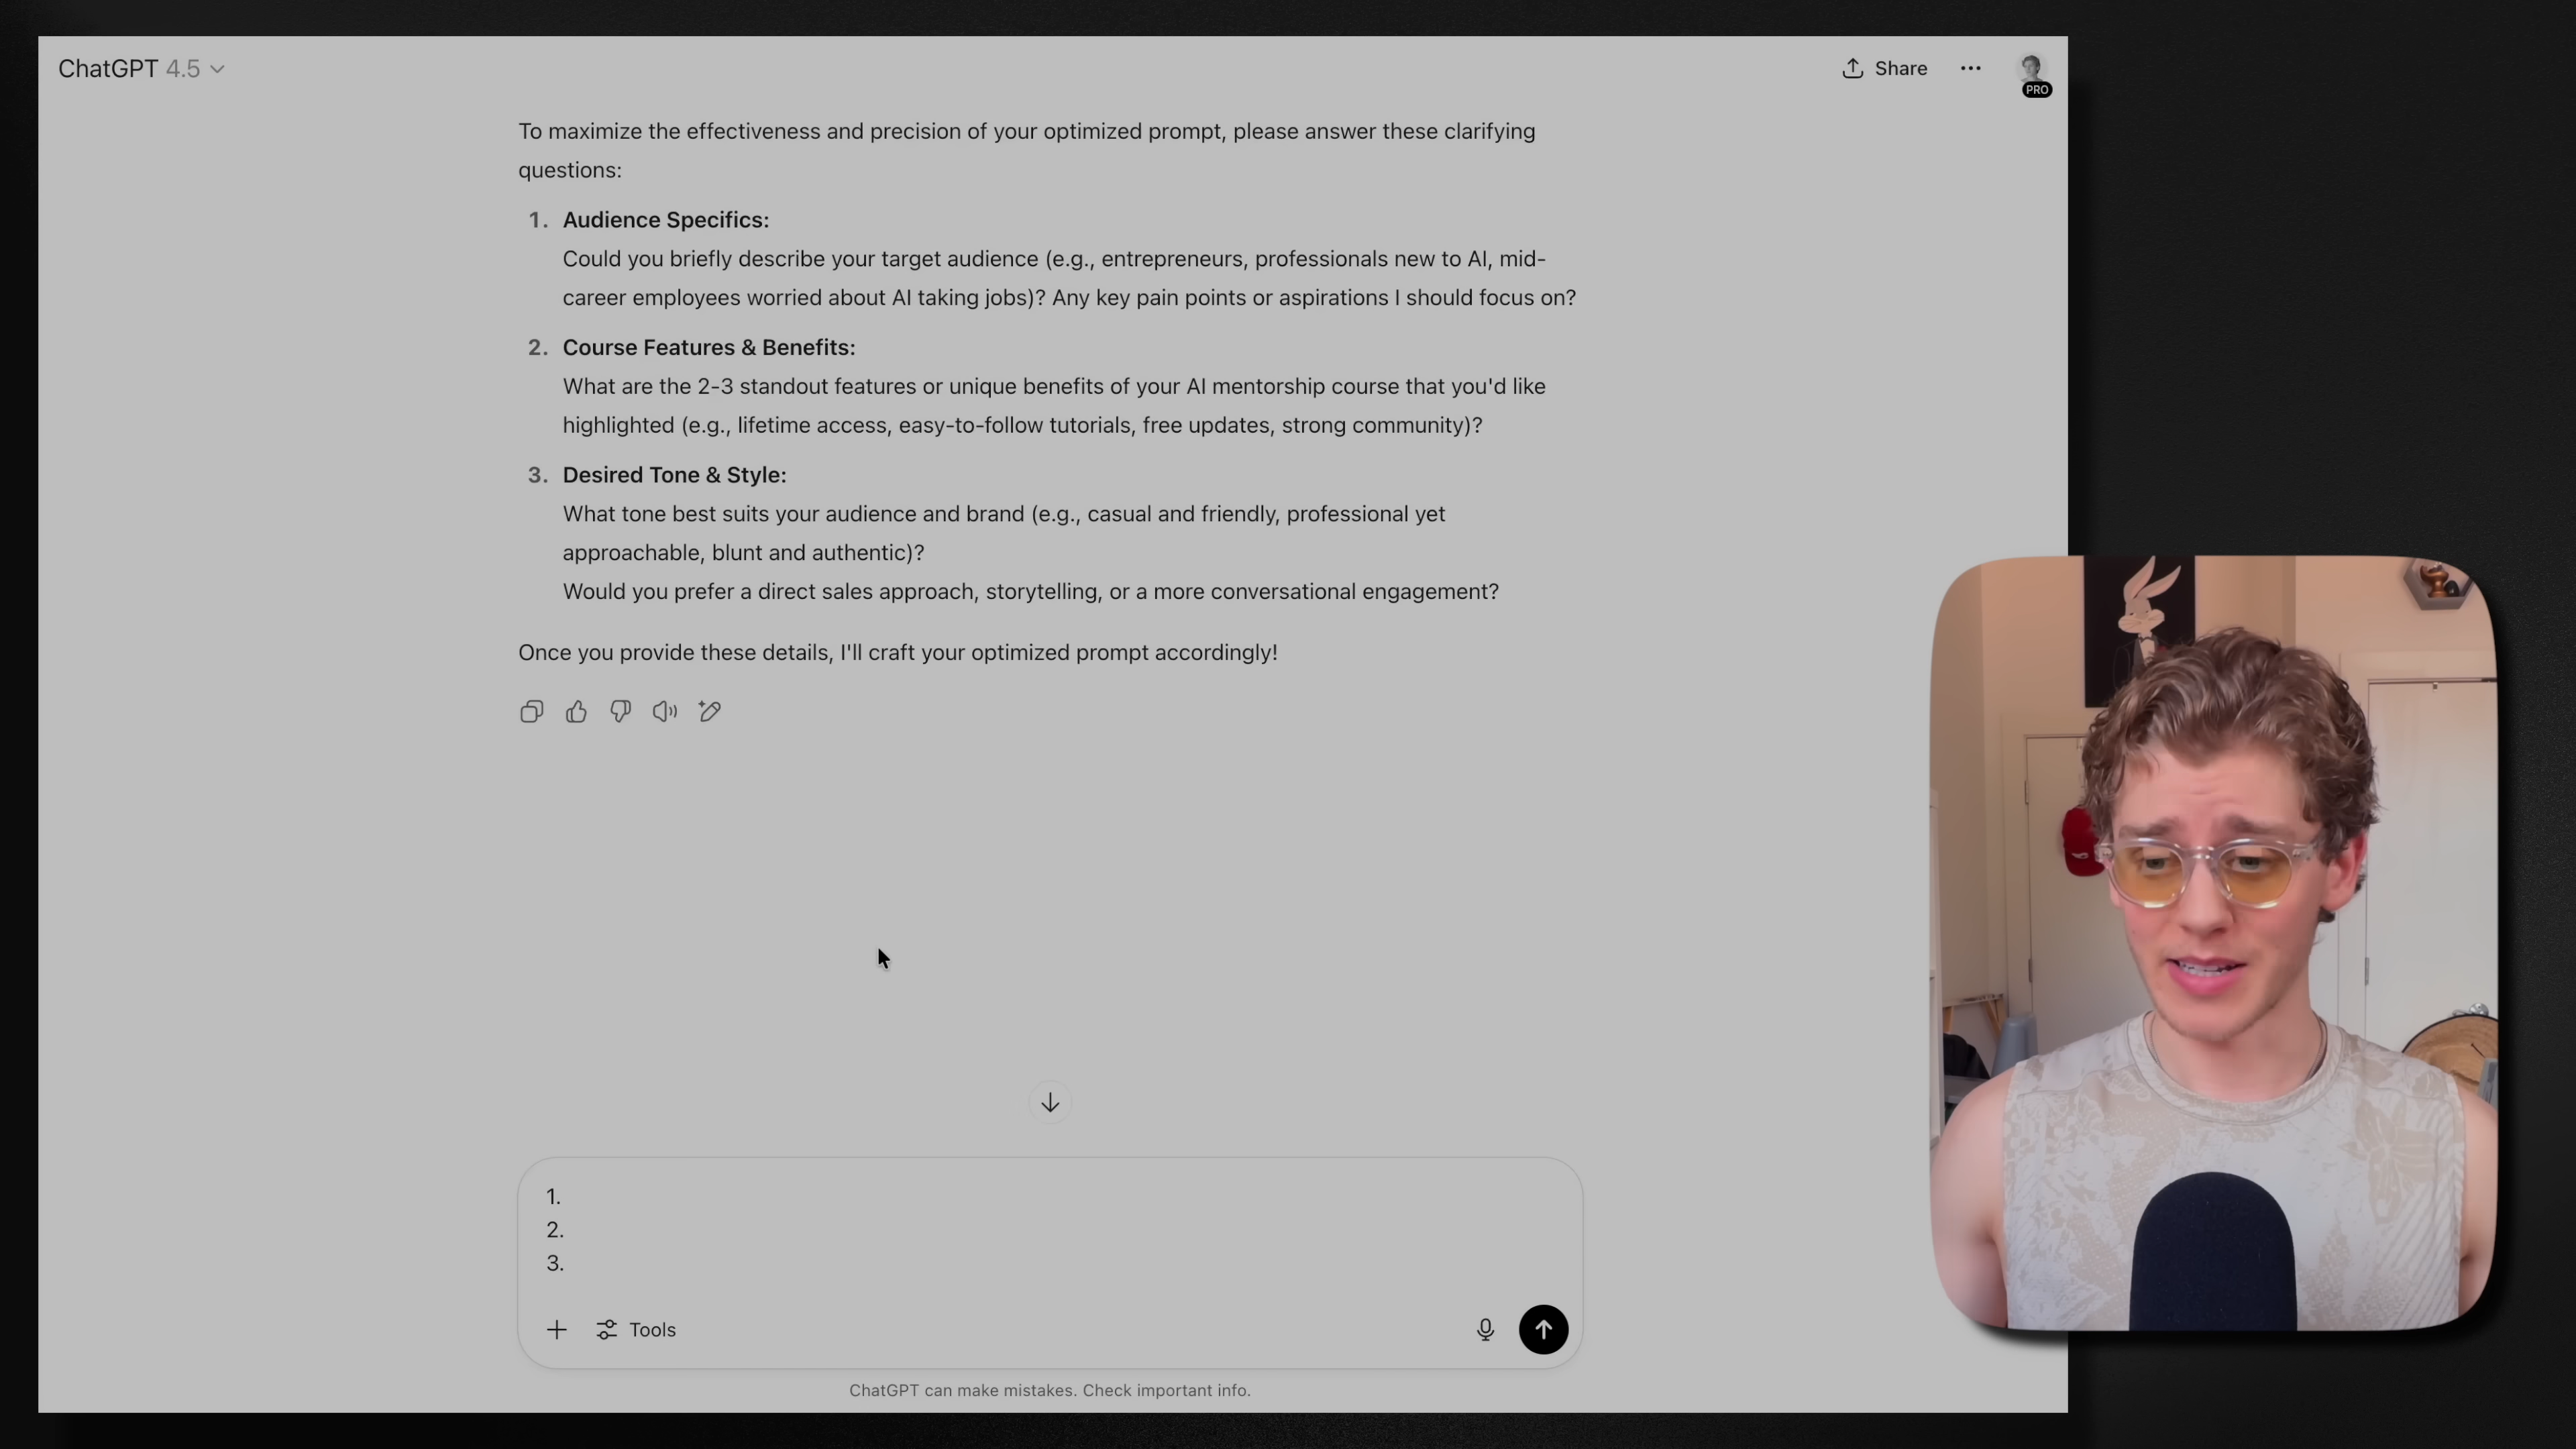 ChatGPT 4.5
Share
PRO
To maximize the effectiveness and precision of your optimized prompt, please answer these clarifying
questions:
1. Audience Specifics:
Could you briefly describe your target audience (e.g., entrepreneurs, professionals new to AI, mid-
career employees worried about AI taking jobs)? Any key pain points or aspirations I should focus on?
2. Course Features & Benefits:
What are the 2-3 standout features or unique benefits of your AI mentorship course that you'd like
highlighted (e.g., lifetime access, easy-to-follow tutorials, free updates, strong community)?
3. Desired Tone & Style:
What tone best suits your audience and brand (e.g., casual and friendly, professional yet
approachable, blunt and authentic)?
Would you prefer a direct sales approach, storytelling, or a more conversational engagement?
Once you provide these details, I'll craft your optimized prompt accordingly!
1.
2.
3.
Tools
ChatGPT can make mistakes. Check important info.